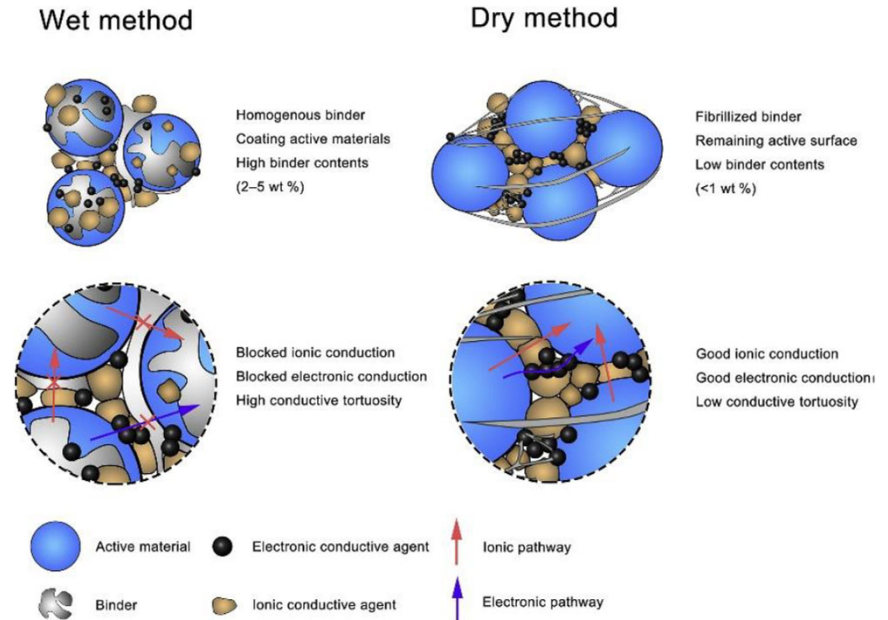 Wet method
Dry method
Homogenous binder
Coating active materials
High binder contents
(2–5 wt %)
Fibrillized binder
Remaining active surface
Low binder contents
(<1 wt %)
Blocked ionic conduction
Blocked electronic conduction
High conductive tortuosity
Good ionic conduction
Good electronic conduction
Low conductive tortuosity
Active material
Electronic conductive agent
Ionic pathway
Binder
Ionic conductive agent
Electronic pathway